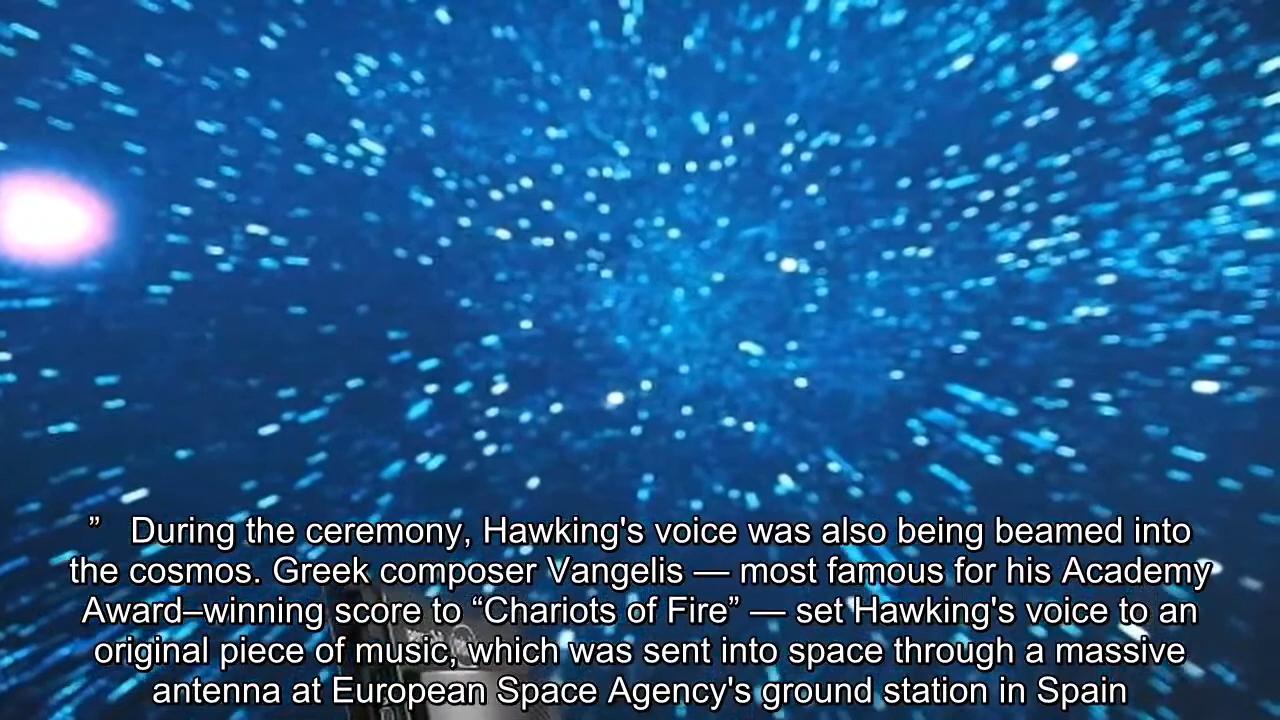 ”   During the ceremony, Hawking's voice was also being beamed into
the cosmos. Greek composer Vangelis — most famous for his Academy
Award–winning score to “Chariots of Fire” — set Hawking's voice to an
original piece of music, which was sent into space through a massive
antenna at European Space Agency's ground station in Spain